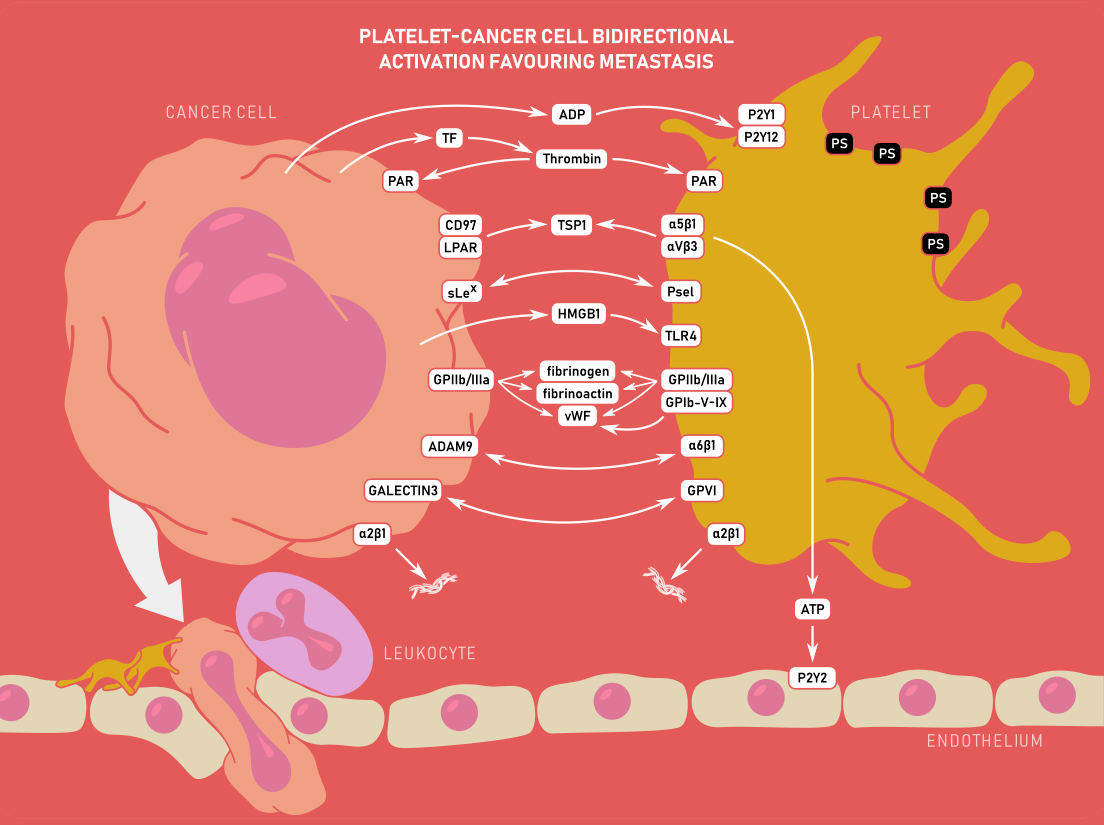 PLATELET-CANCER CELL BIDIRECTIONAL
ACTIVATION FAVOURING METASTASIS
CANCER CELL
PLATELET
ADP
P2Y1
P2Y12
TF
Thrombin
PAR
PAR
PS
PS
PS
PS
CD97
LPAR
TSP1
α5β1
αVβ3
sLeX
Psel
HMGB1
TLR4
GPIIb/IIIa
fibrinogen
fibrinoactin
vWF
GPIIb/IIIa
GPIb-V-IX
ADAM9
α6β1
GALECTIN3
GPVI
α2β1
α2β1
ATP
P2Y2
LEUKOCYTE
ENDOTHELIUM